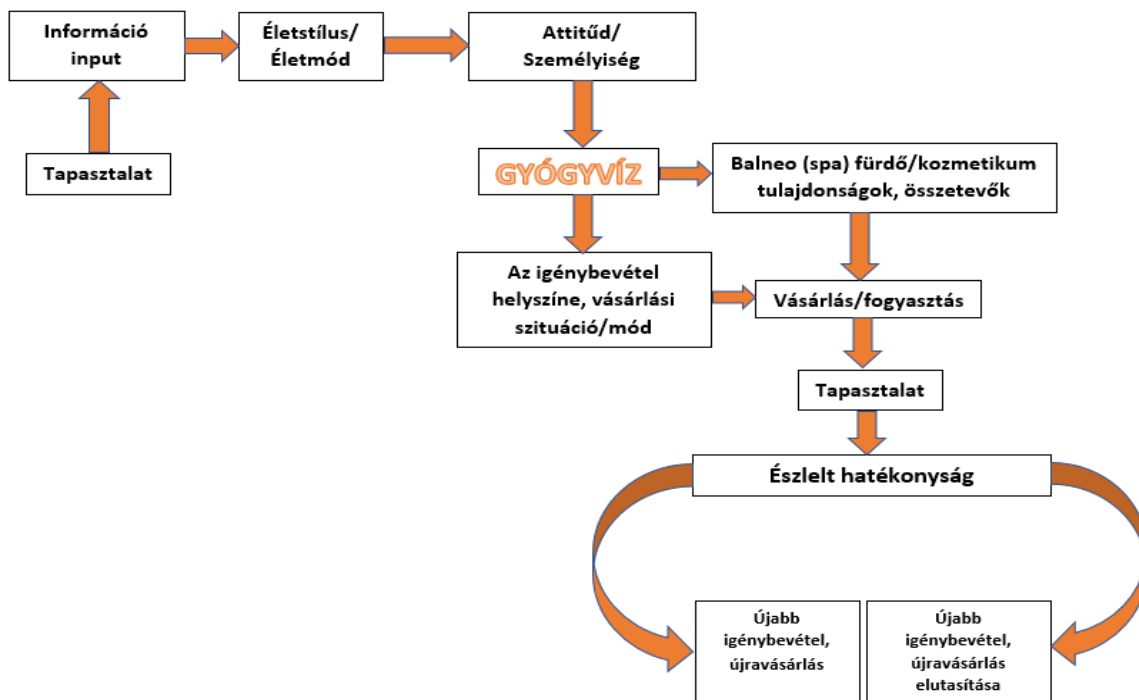 Információ
input
Életstílus/
Életmód
Attitűd/
Személyiség
Tapasztalat
GYÓGYVÍZ
Balneo (spa) fürdő/kozmetikum
tulajdonságok, összetevők
Az igénybevétel
helyszíne, vásárlási
szituáció/mód
Vásárlás/fogyasztás
Tapasztalat
Észlelt hatékonyság
Újabb
igénybevétel,
újravásárlás
Újabb
igénybevétel,
újravásárlás
elutasítása